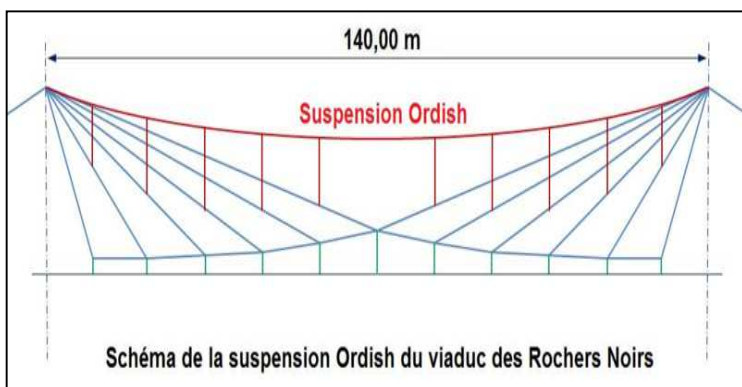 140,00 m
Suspension Ordish
Schéma de la suspension Ordish du viaduc des Rochers Noirs